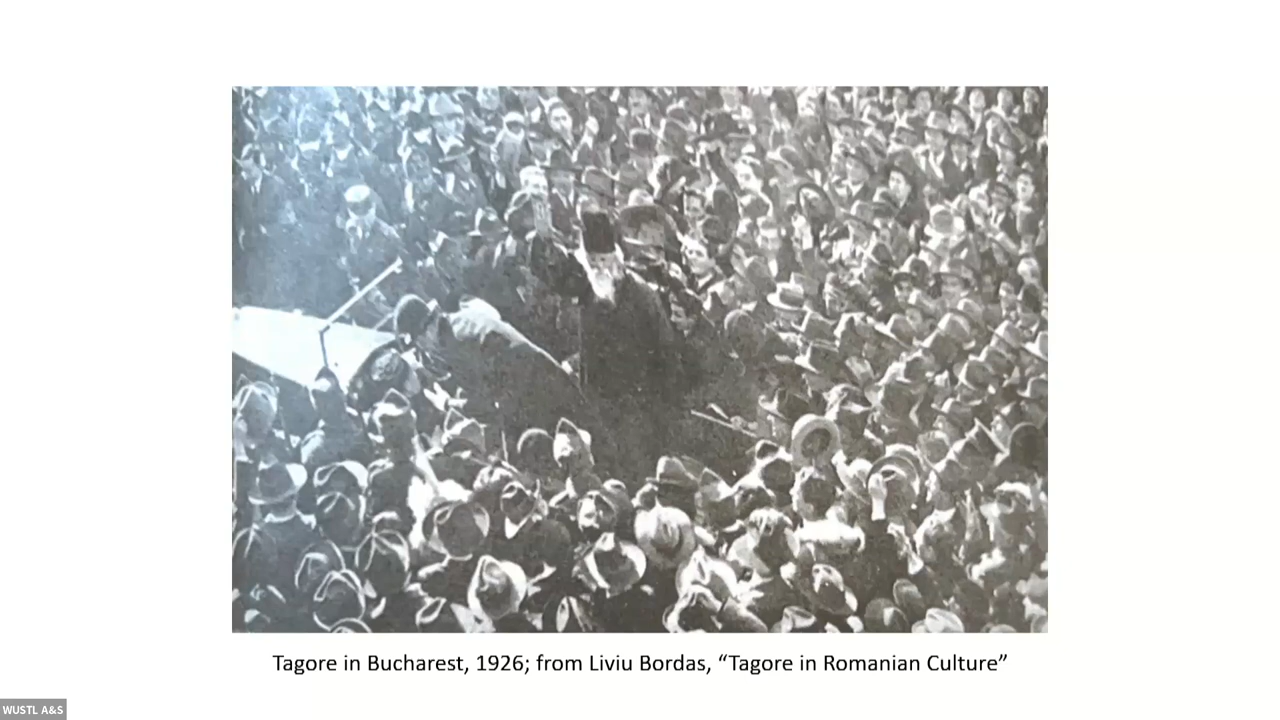 Tagore in Bucharest, 1926; from Liviu Bordas, “Tagore in Romanian Culture”
WUSTL A&S